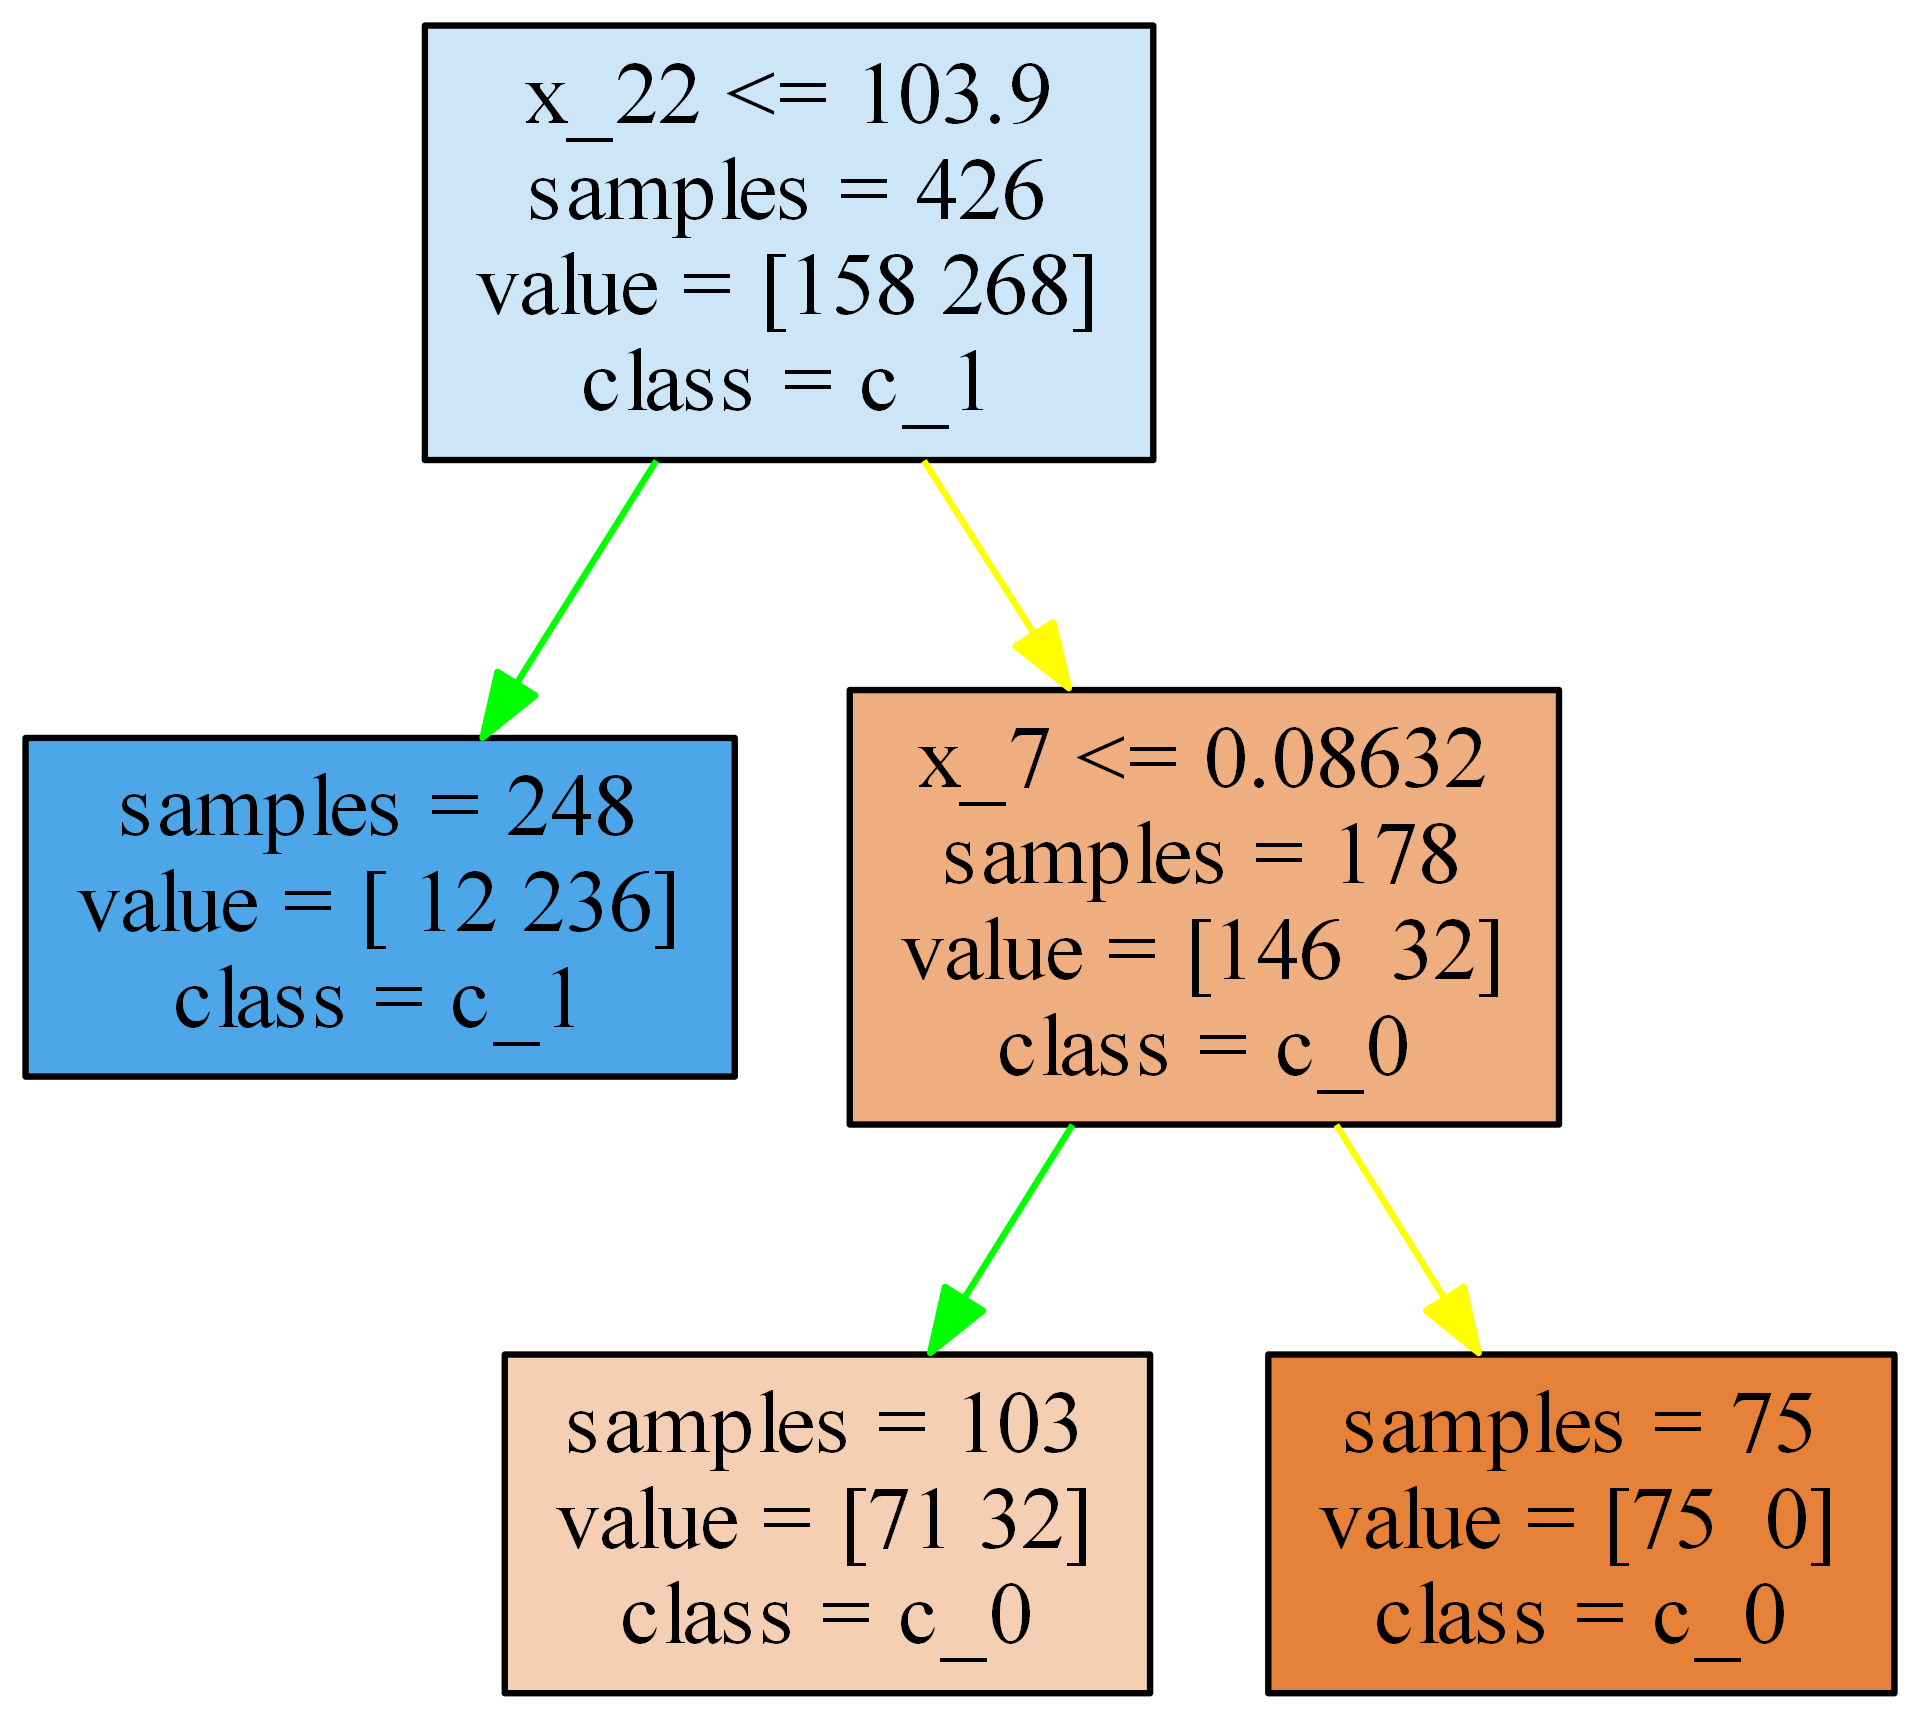 x_22 <= 103.9
samples = 426
value = [158 268]
class = c_1
samples = 248
value = [ 12 236]
class = c_1
x_7 <= 0.08632
samples = 178
value = [146  32]
class = c_0
samples = 103
value = [71 32]
class = c_0
samples = 75
value = [75  0]
class = c_0